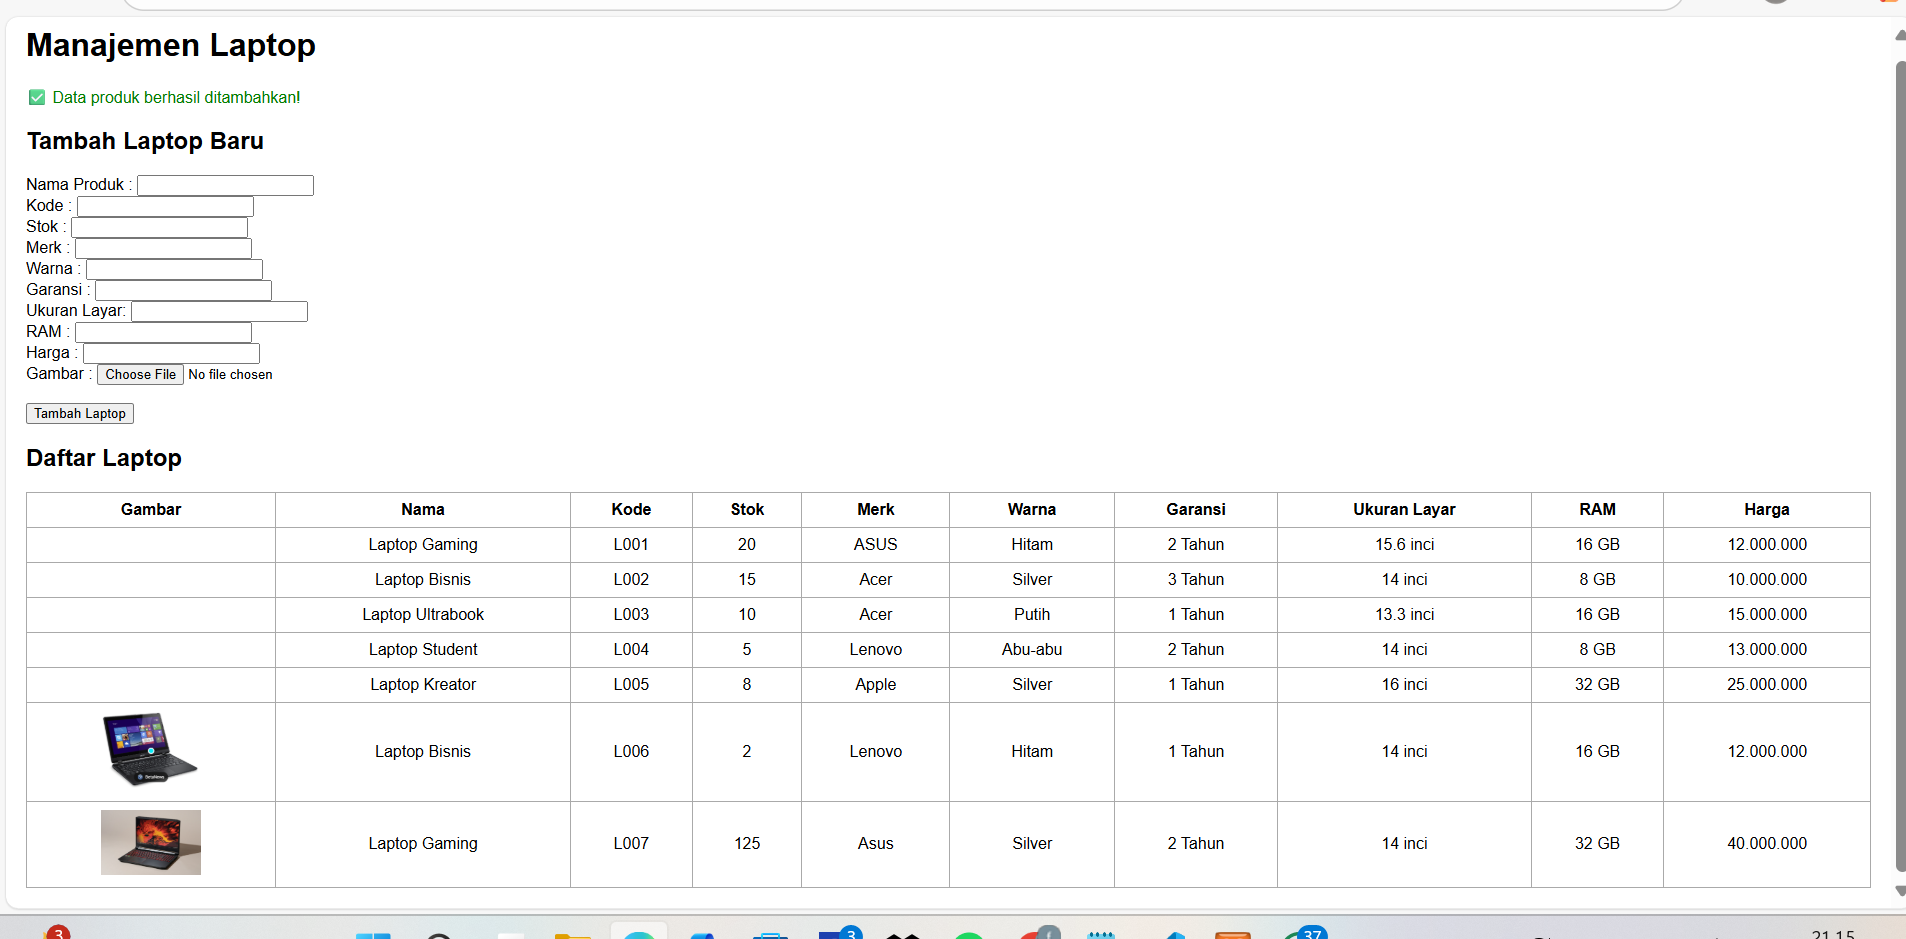 Manajemen Laptop
✅ Data produk berhasil ditambahkan!
Tambah Laptop Baru
Nama Produk :
Kode :
Stok :
Merk :
Warna :
Garansi :
Ukuran Layar:
RAM :
Harga :
Gambar : Choose File No file chosen
Tambah Laptop
Daftar Laptop
Gambar Nama Kode Stok Merk Warna Garansi Ukuran Layar RAM Harga
Laptop Gaming L001 20 ASUS Hitam 2 Tahun 15.6 inci 16 GB 12.000.000
Laptop Bisnis L002 15 Acer Silver 3 Tahun 14 inci 8 GB 10.000.000
Laptop Ultrabook L003 10 Acer Putih 1 Tahun 13.3 inci 16 GB 15.000.000
Laptop Student L004 5 Lenovo Abu-abu 2 Tahun 14 inci 8 GB 13.000.000
Laptop Kreator L005 8 Apple Silver 1 Tahun 16 inci 32 GB 25.000.000
Laptop Bisnis L006 2 Lenovo Hitam 1 Tahun 14 inci 16 GB 12.000.000
Laptop Gaming L007 125 Asus Silver 2 Tahun 14 inci 32 GB 40.000.000
3 3 37 21.15